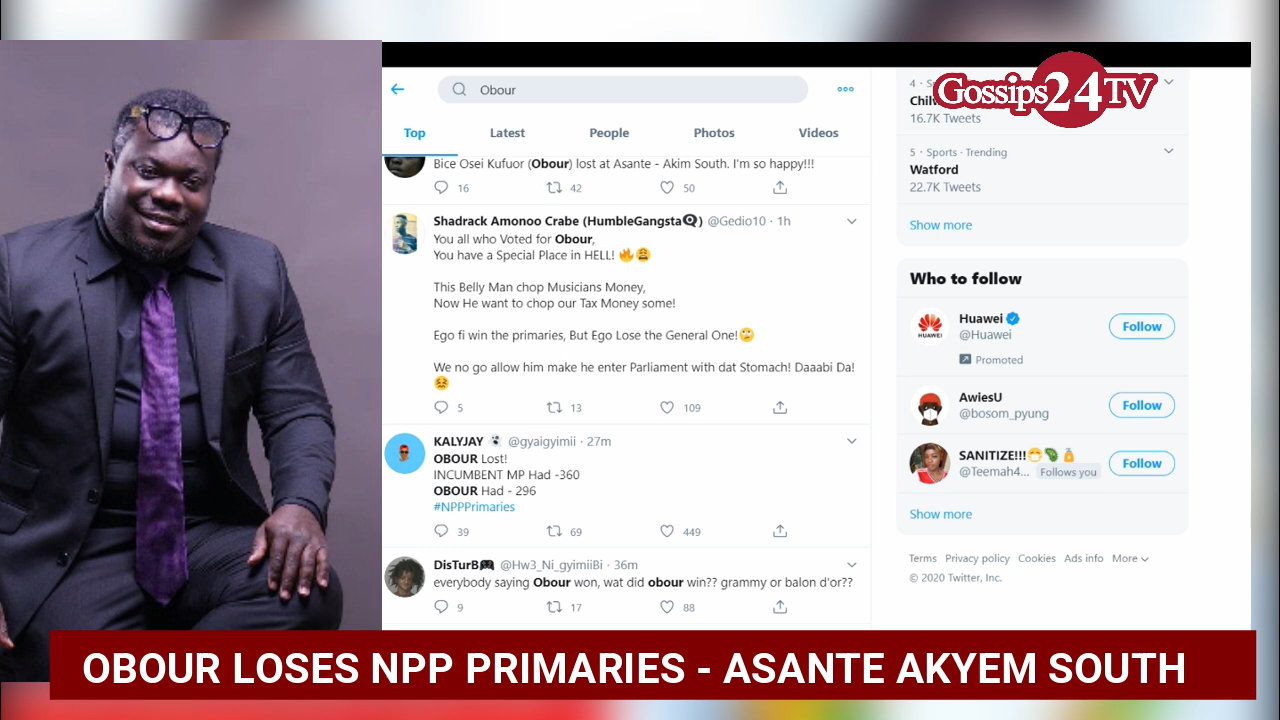 Gossips24TV
Obour
Top
Latest
People
Photos
Videos
Bice Osei Kufuor (Obour) lost at Asante - Akim South. I'm so happy!!!
16
42
50
Shadrack Amonoo Crabe (HumbleGangsta👁️‍🗨️) @Gedio10 · 1h
You all who Voted for Obour,
You have a Special Place in HELL! 🔥😩
This Belly Man chop Musicians Money,
Now He want to chop our Tax Money some!
Ego fi win the primaries, But Ego Lose the General One!🙄
We no go allow him make he enter Parliament with dat Stomach! Daaabi Da!
😖
5
13
109
KALYJAY @gyaigyimii · 27m
OBOUR Lost!
INCUMBENT MP Had -360
OBOUR Had - 296
#NPPPrimaries
39
69
449
DisTurB🎮 @Hw3_Ni_gyimiiBi · 36m
everybody saying Obour won, wat did obour win?? grammy or balon d'or??
9
17
88
4
16.7K Tweets
5 · Sports · Trending
Watford
22.7K Tweets
Show more
Who to follow
Huawei
@Huawei
HUAWEI
Promoted
Follow
AwiesU
@bosom_pyung
Follow
SANITIZE!!!
@Teemah4... Follows you
Follow
Show more
Terms Privacy policy Cookies Ads info More
© 2020 Twitter, Inc.
OBOUR LOSES NPP PRIMARIES - ASANTE AKYEM SOUTH